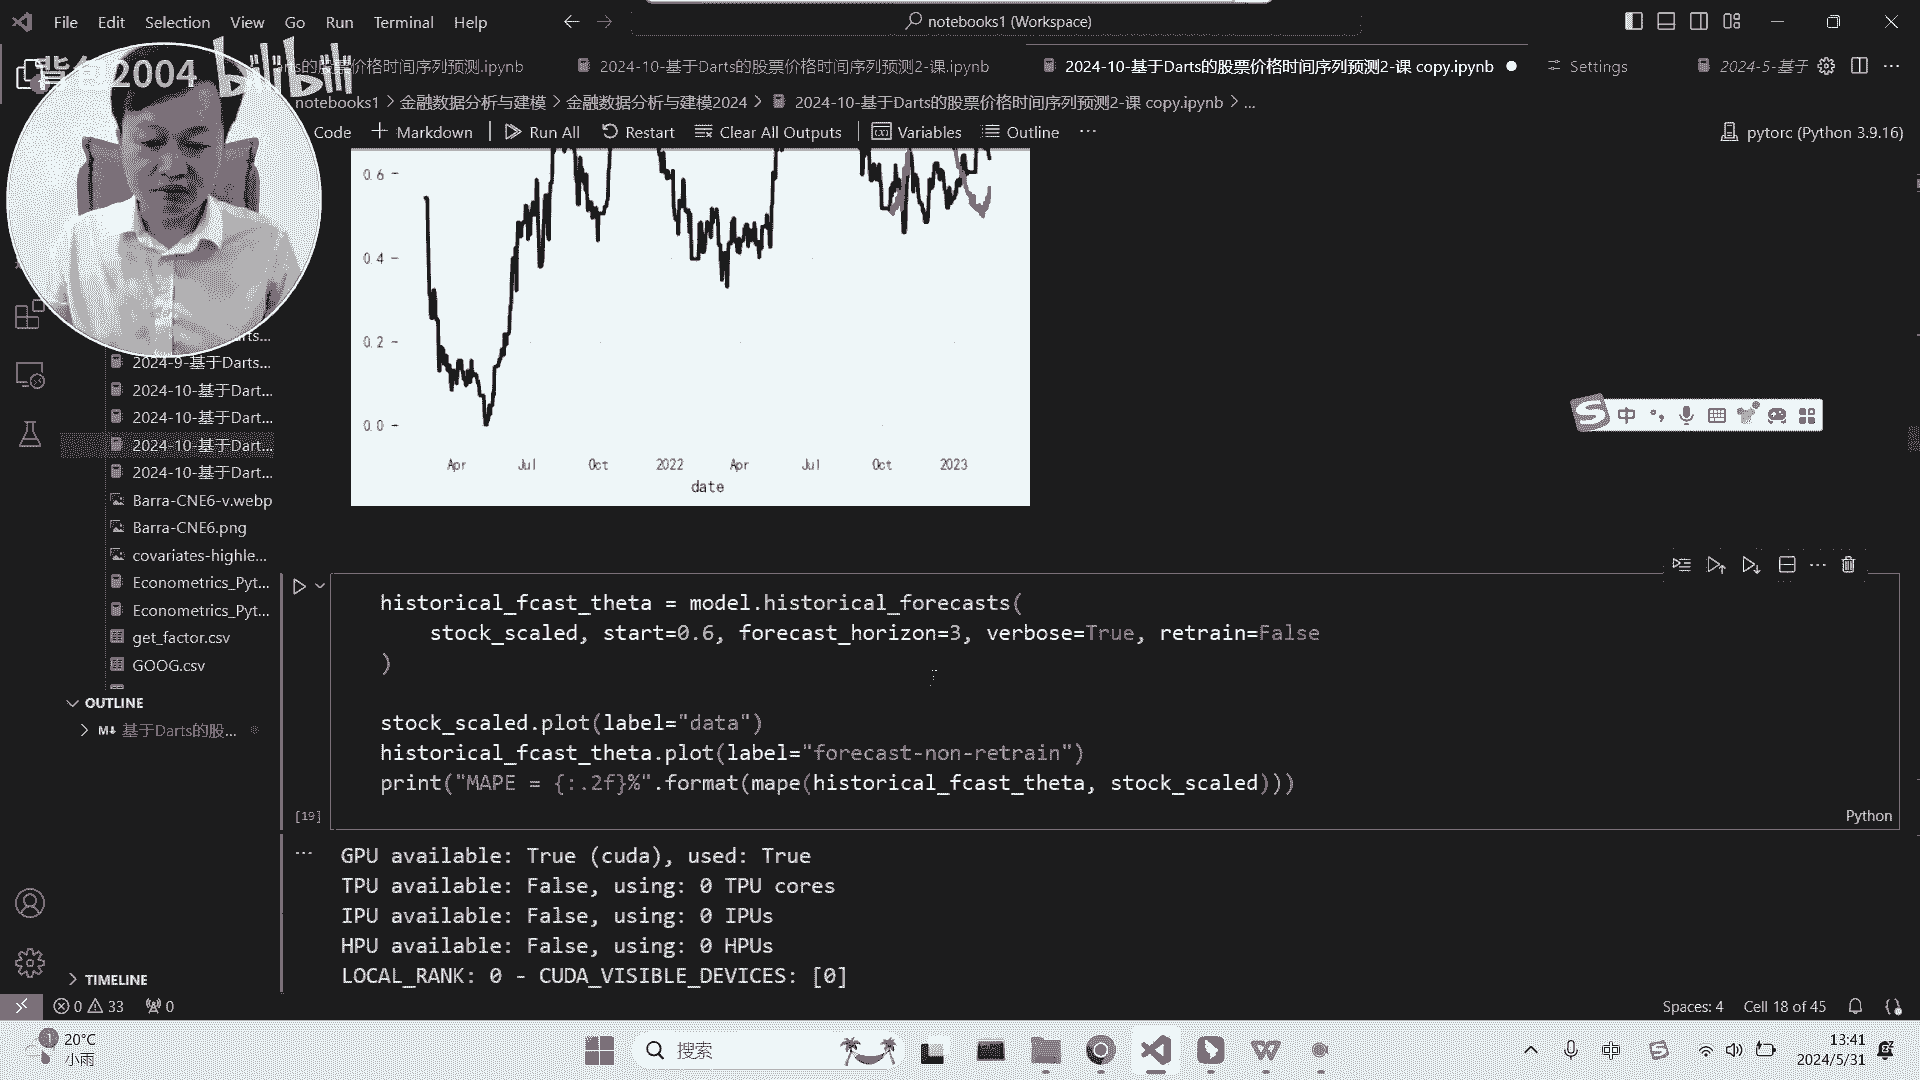 File Edit Selection View Go Run Terminal Help
notebooks1 (Workspace)
背包2004 bilibili
rts的股票价格时间序列预测.ipynb
2024-10-基于Darts的股票价格时间序列预测2-课.ipynb
2024-10-基于Darts的股票价格时间序列预测2-课 copy.ipynb
Settings
2024-5-基于
notebooks1 > 金融数据分析与建模 > 金融数据分析与建模2024 > 2024-10-基于Darts的股票价格时间序列预测2-课 copy.ipynb > ...
Code + Markdown Run All Restart Clear All Outputs Variables Outline ...
pytorc (Python 3.9.16)
0.6
0.4
0.2
0.0
Apr Jul Oct 2022 Apr Jul Oct 2023
date
arts...
2024-9-基于Darts...
2024-10-基于Dart...
2024-10-基于Dart...
2024-10-基于Dart...
2024-10-基于Dart...
Barra-CNE6-v.webp
Barra-CNE6.png
covariates-highle...
Econometrics_Pyt...
Econometrics_Pyt...
get_factor.csv
GOOG.csv
OUTLINE
M↓ 基于Darts的股...
TIMELINE
中
historical_fcast_theta = model.historical_forecasts(
stock_scaled, start=0.6, forecast_horizon=3, verbose=True, retrain=False
)
stock_scaled.plot(label="data")
historical_fcast_theta.plot(label="forecast-non-retrain")
print("MAPE = {:.2f}%".format(mape(historical_fcast_theta, stock_scaled)))
[19]
Python
GPU available: True (cuda), used: True
TPU available: False, using: 0 TPU cores
IPU available: False, using: 0 IPUs
HPU available: False, using: 0 HPUs
LOCAL_RANK: 0 - CUDA_VISIBLE_DEVICES: [0]
0 33 0
Spaces: 4 Cell 18 of 45
1
20°C
小雨
搜索
13:41
2024/5/31